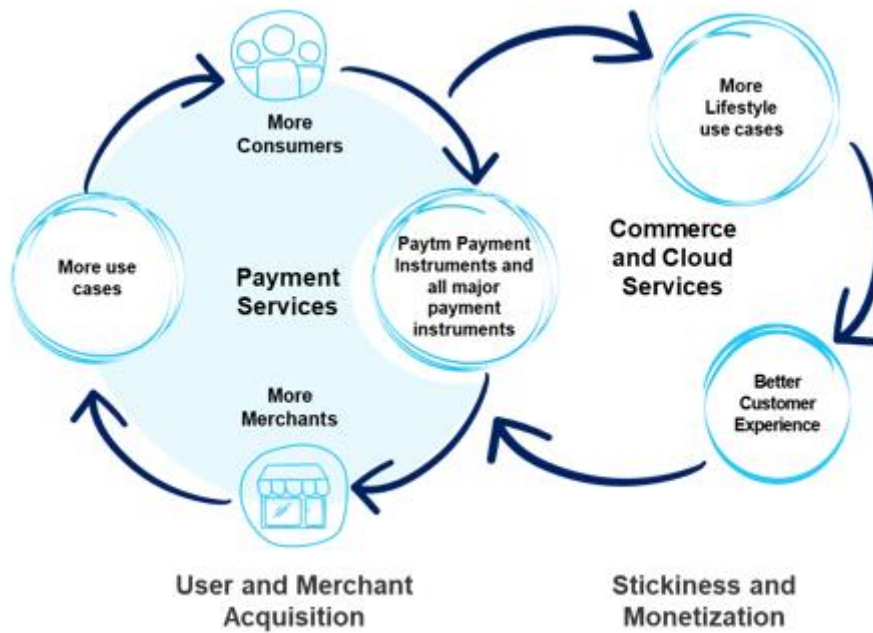 More
Consumers
More use
cases
Payment
Services
Paytm Payment
Instruments and
all major
payment
instruments
More
Merchants
More
Lifestyle
use cases
Commerce
and Cloud
Services
Better
Customer
Experience
User and Merchant
Acquisition
Stickiness and
Monetization